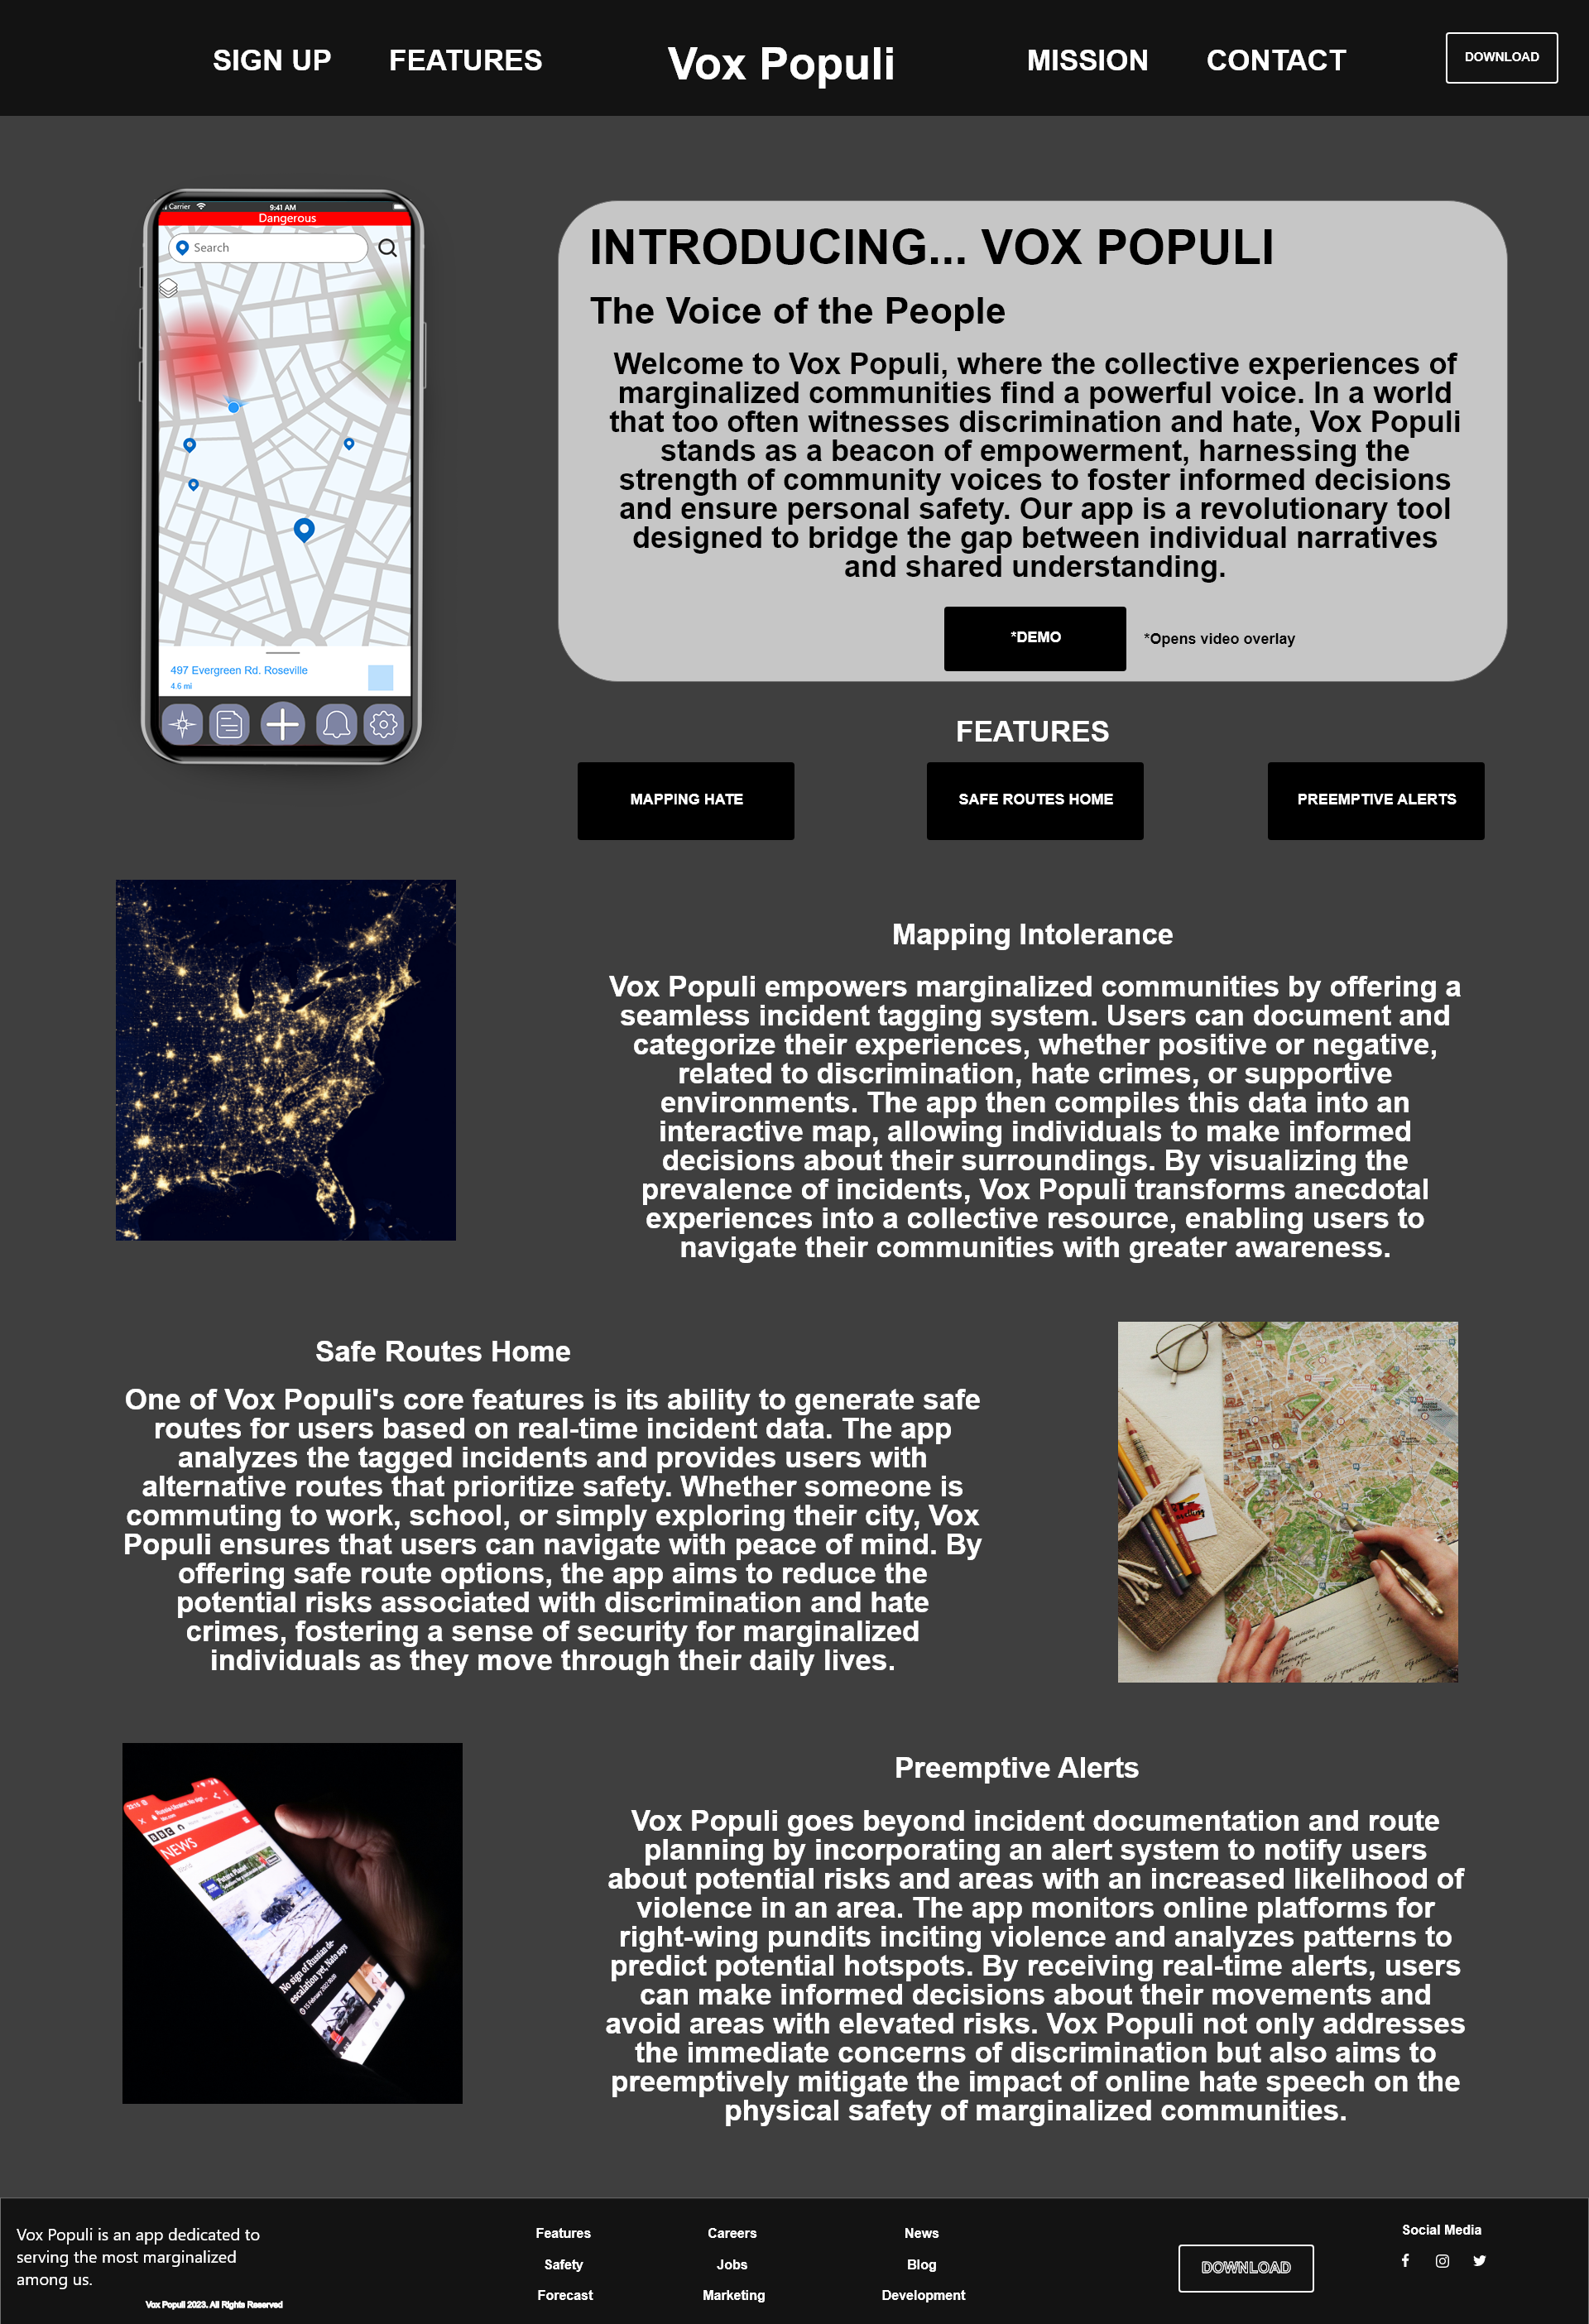 SIGN UP FEATURES Vox Populi MISSION CONTACT DOWNLOAD
Carrier 9:41 AM
Dangerous
Search
497 Evergreen Rd. Roseville
4.6 mi
INTRODUCING... VOX POPULI
The Voice of the People
Welcome to Vox Populi, where the collective experiences of
marginalized communities find a powerful voice. In a world
that too often witnesses discrimination and hate, Vox Populi
stands as a beacon of empowerment, harnessing the
strength of community voices to foster informed decisions
and ensure personal safety. Our app is a revolutionary tool
designed to bridge the gap between individual narratives
and shared understanding.
*DEMO *Opens video overlay
FEATURES
MAPPING HATE SAFE ROUTES HOME PREEMPTIVE ALERTS
Mapping Intolerance
Vox Populi empowers marginalized communities by offering a
seamless incident tagging system. Users can document and
categorize their experiences, whether positive or negative,
related to discrimination, hate crimes, or supportive
environments. The app then compiles this data into an
interactive map, allowing individuals to make informed
decisions about their surroundings. By visualizing the
prevalence of incidents, Vox Populi transforms anecdotal
experiences into a collective resource, enabling users to
navigate their communities with greater awareness.
Safe Routes Home
One of Vox Populi's core features is its ability to generate safe
routes for users based on real-time incident data. The app
analyzes the tagged incidents and provides users with
alternative routes that prioritize safety. Whether someone is
commuting to work, school, or simply exploring their city, Vox
Populi ensures that users can navigate with peace of mind. By
offering safe route options, the app aims to reduce the
potential risks associated with discrimination and hate
crimes, fostering a sense of security for marginalized
individuals as they move through their daily lives.
BBC
NEWS
No sign of Russian de-
escalation yet, Nato says
15 February 2022
Preemptive Alerts
Vox Populi goes beyond incident documentation and route
planning by incorporating an alert system to notify users
about potential risks and areas with an increased likelihood of
violence in an area. The app monitors online platforms for
right-wing pundits inciting violence and analyzes patterns to
predict potential hotspots. By receiving real-time alerts, users
can make informed decisions about their movements and
avoid areas with elevated risks. Vox Populi not only addresses
the immediate concerns of discrimination but also aims to
preemptively mitigate the impact of online hate speech on the
physical safety of marginalized communities.
Vox Populi is an app dedicated to
serving the most marginalized
among us.
Vox Populi 2023. All Rights Reserved
Features Careers News
Safety Jobs Blog
Forecast Marketing Development
DOWNLOAD
Social Media